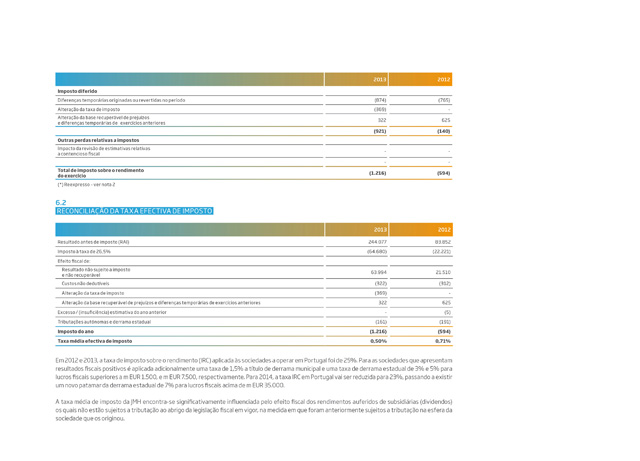 2013 2012
Imposto diferido
Diferenças temporárias originadas ou revertidas no período (874) (765)
Alteração da taxa de imposto (369) -
Alteração da base recuperável de prejuízos
e diferenças temporárias de exercícios anteriores 322 625
(921) (140)
Outras perdas relativas a impostos
Imposto da revisão de estimativas relativas
a contencioso fiscal - -
- -
Total de imposto sobre o rendimento
do exercício (1.216) (594)
(*) Reexpresso - ver nota 2
6.2
RECONCILIAÇÃO DA TAXA EFECTIVA DE IMPOSTO
2013 2012
Resultado antes de imposto (RAI) 244.077 83.852
Imposto à taxa de 26,5% (64.680) (22.221)
Efeito fiscal de:
Resultado não sujeito a imposto
e não recuperável 63.994 21.510
Custos não dedutíveis (322) (352)
Alteração da taxa de imposto (369) -
Alteração da base recuperável de prejuízos e diferenças temporárias de exercícios anteriores 322 625
Excesso / (insuficiência) estimativa do ano anterior - (5)
Tributações autónomas e derrama estadual (161) (151)
Imposto do ano (1.216) (594)
Taxa média efectiva de imposto 0,50% 0,71%
Em 2012 e 2013, a taxa de imposto sobre o rendimento (IRC) aplicada às sociedades a operar em Portugal foi de 25%. Para as sociedades que apresentam
resultados fiscais positivos é aplicada adicionalmente uma taxa de 1,5% a título de derrama municipal e uma taxa de derrama estadual de 3% e 5% para
lucros fiscais superiores a m EUR 1.500, e m EUR 7.500, respectivamente. Para 2014, a taxa IRC em Portugal vai ser reduzida para 23%, passando a existir
um novo patamar da derrama estadual de 7% para lucros fiscais acima de m EUR 35.000.
A taxa média de imposto da JMH encontra-se significativamente influenciada pelo efeito fiscal dos rendimentos auferidos de subsidiárias (dividendos)
os quais não estão sujeitos a tributação ao abrigo da legislação fiscal em vigor, na medida em que foram anteriormente sujeitos a tributação na esfera da
sociedade que os originou.